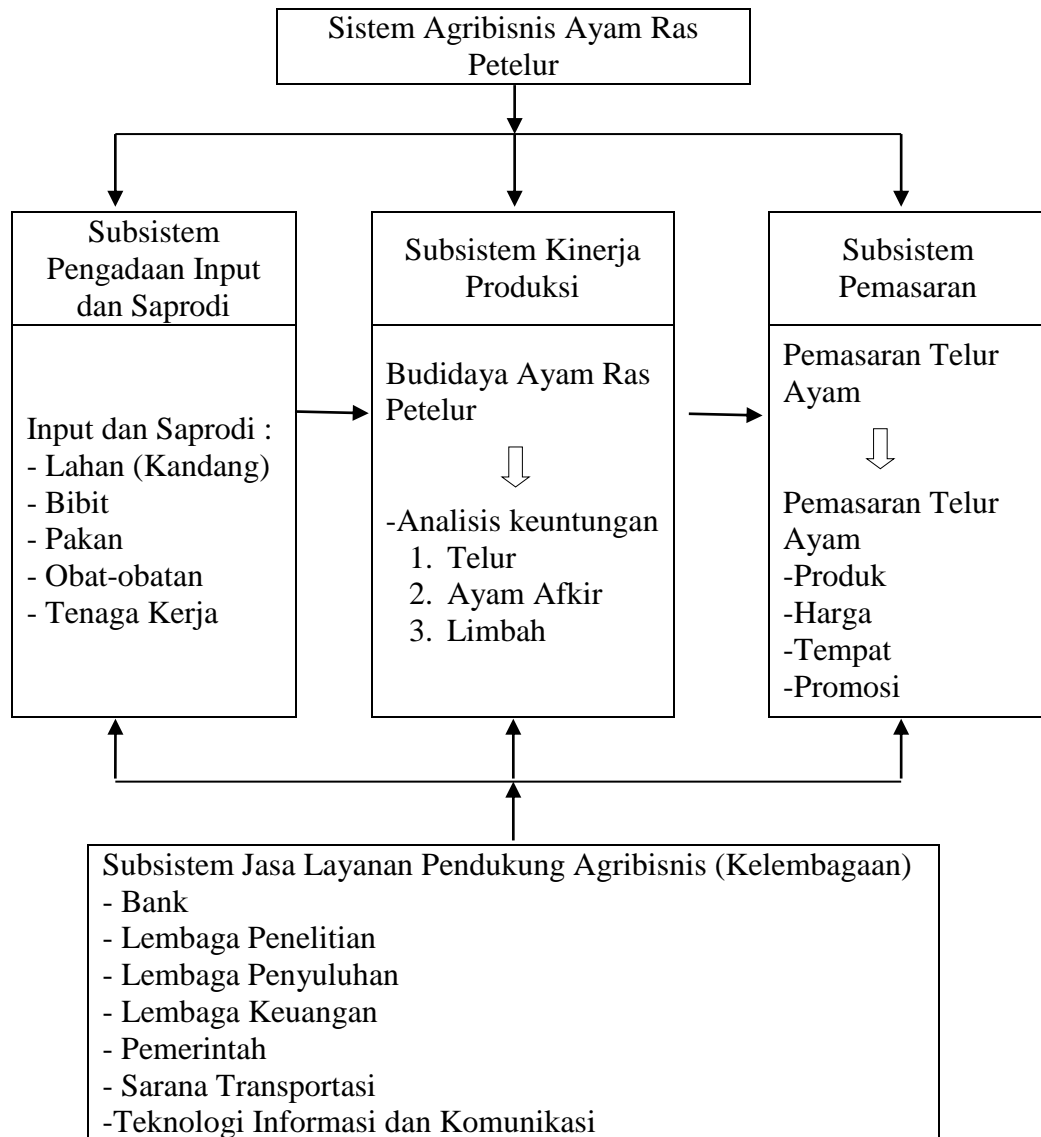 Sistem Agribisnis Ayam Ras
Petelur
Subsistem
Pengadaan Input
dan Saprodi
Input dan Saprodi :
- Lahan (Kandang)
- Bibit
- Pakan
- Obat-obatan
- Tenaga Kerja
Subsistem Kinerja
Produksi
Budidaya Ayam Ras
Petelur
-Analisis keuntungan
1. Telur
2. Ayam Afkir
3. Limbah
Subsistem
Pemasaran
Pemasaran Telur
Ayam
Pemasaran Telur
Ayam
-Produk
-Harga
-Tempat
-Promosi
Subsistem Jasa Layanan Pendukung Agribisnis (Kelembagaan)
- Bank
- Lembaga Penelitian
- Lembaga Penyuluhan
- Lembaga Keuangan
- Pemerintah
- Sarana Transportasi
-Teknologi Informasi dan Komunikasi